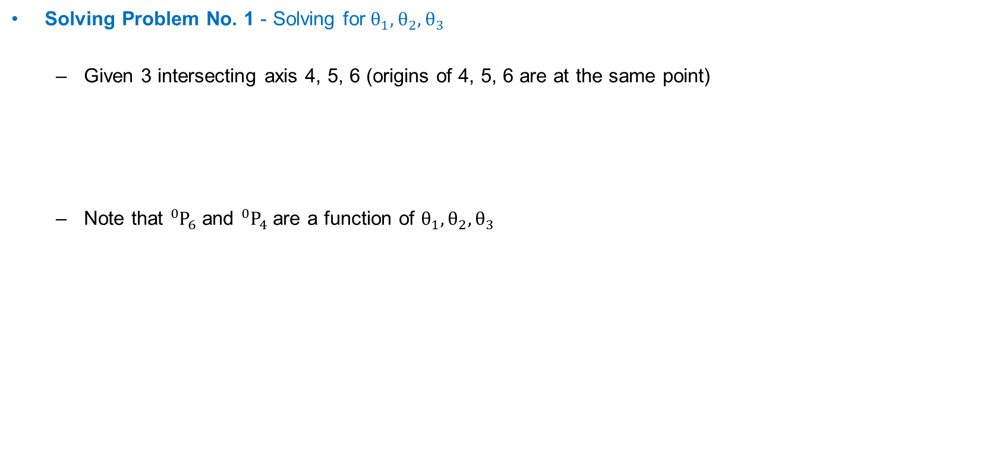 • Solving Problem No. 1 - Solving for θ₁, θ₂, θ₃
– Given 3 intersecting axis 4, 5, 6 (origins of 4, 5, 6 are at the same point)
– Note that ⁰P₆ and ⁰P₄ are a function of θ₁, θ₂, θ₃